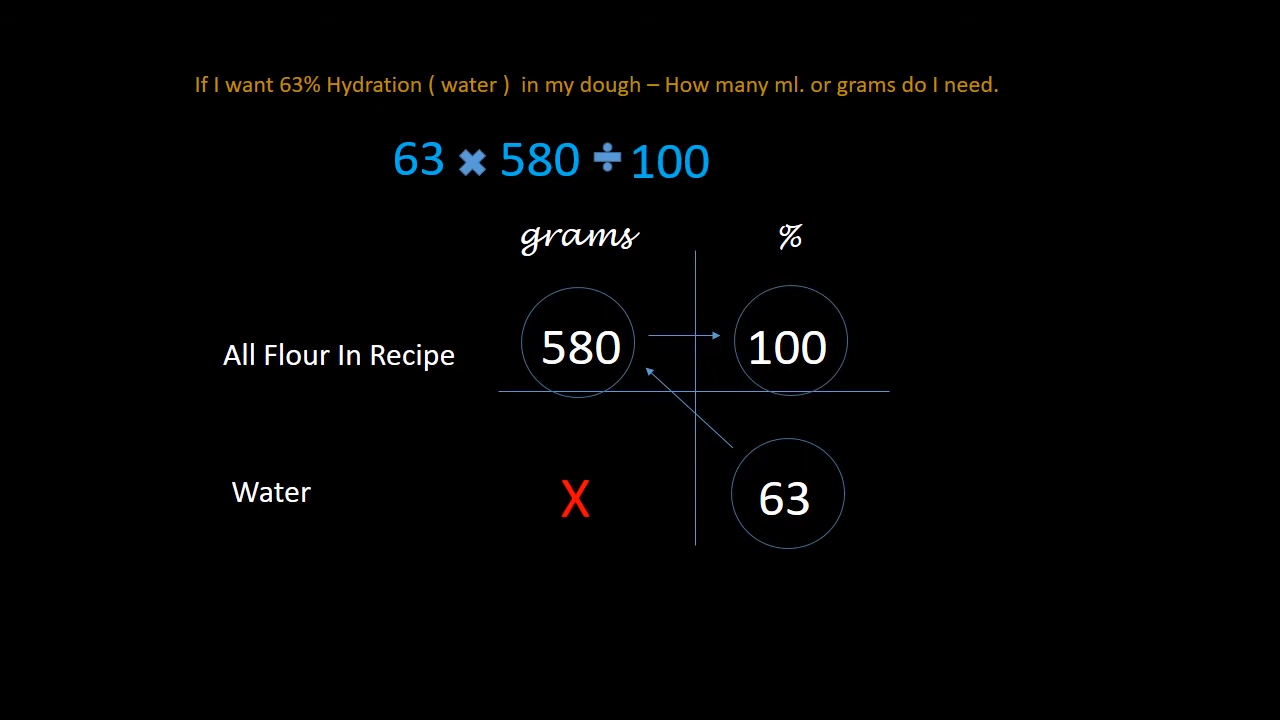 If I want 63% Hydration ( water )  in my dough – How many ml. or grams do I need.
63 ✖ 580 ÷ 100
grams %
All Flour In Recipe 580 100
Water X 63